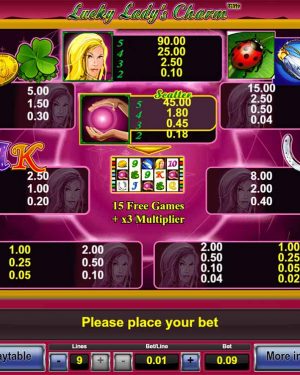 Lucky Lady's Charm
5 90.00
4 25.00
3 2.50
2 0.10
5.00
1.50
0.30
Scatter
5 45.00
4 1.80
3 0.45
2 0.18
15.00
2.50
0.50
0.04
K
2.50
1.00
0.20
8.00
2.00
0.40
15 Free Games
+ x3 Multiplier
1.00
0.25
0.05
2.00
0.50
0.10
2.00
0.50
0.10
0.04
1.00
0.25
0.05
0.02
Please place your bet
aytable
Lines
- 9 +
Bet/Line
- 0.01 +
Bet
0.09
More in